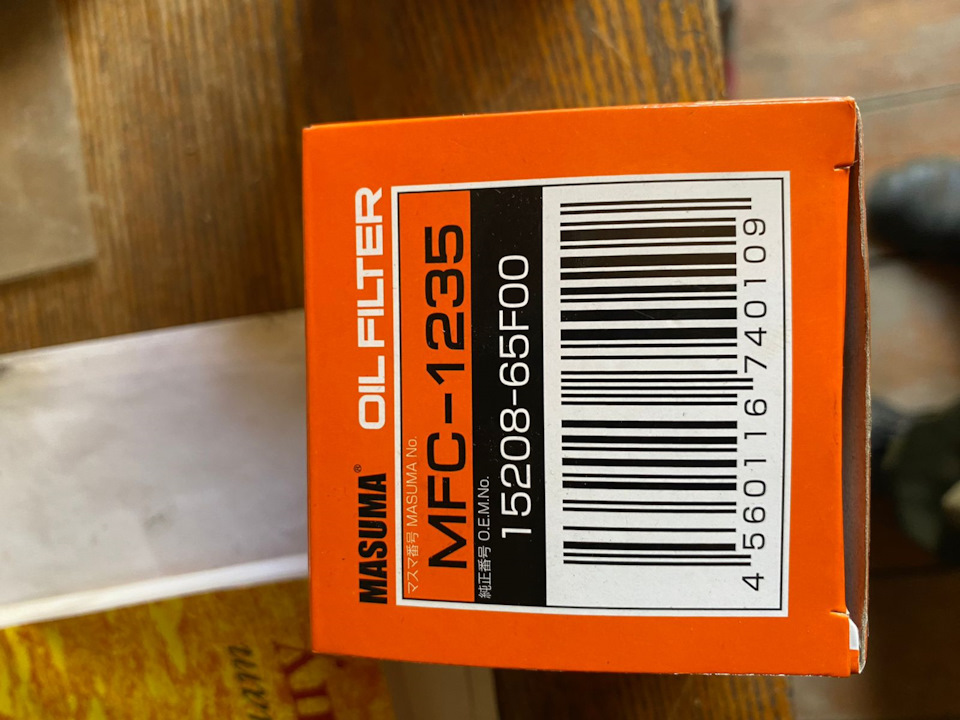 MASUMA® OIL FILTER
マスマ番号 MASUMA No.
MFC-1235
純正番号 O.E.M.No.
15208-65F00
4 560116 740109